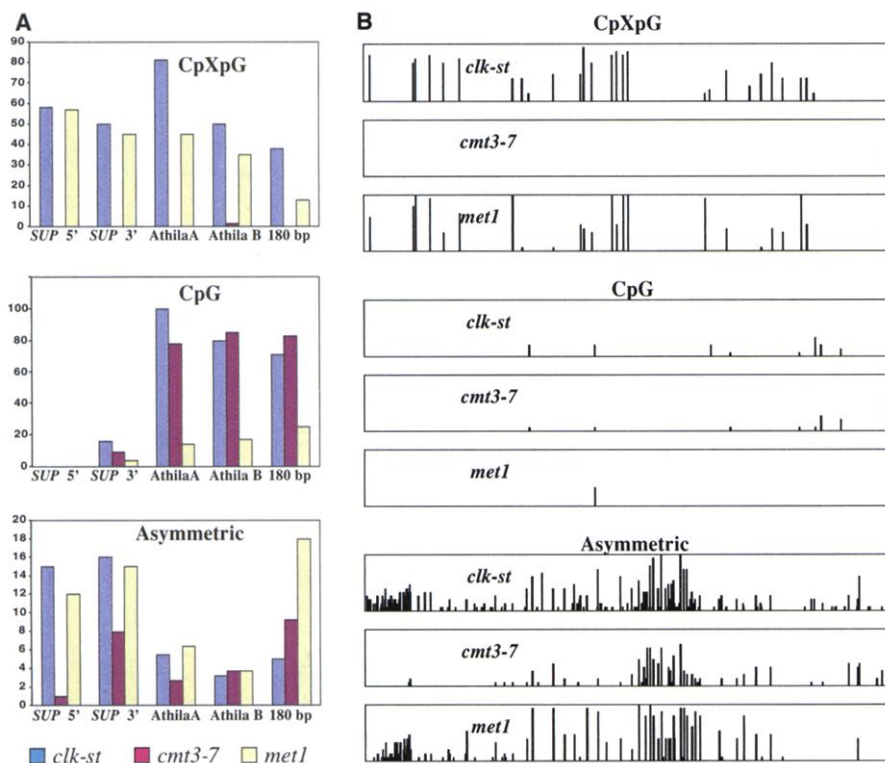 A
CpXpG
90
80
70
60
50
40
30
20
10
0
SUP 5' SUP 3' AthilaA Athila B 180 bp
CpG
100
80
60
40
20
0
SUP 5' SUP 3' AthilaA Athila B 180 bp
Asymmetric
20
18
16
14
12
10
8
6
4
2
0
SUP 5' SUP 3' AthilaA Athila B 180 bp
clk-st cmt3-7 met1
B
CpXpG
clk-st
cmt3-7
met1
CpG
clk-st
cmt3-7
met1
Asymmetric
clk-st
cmt3-7
met1